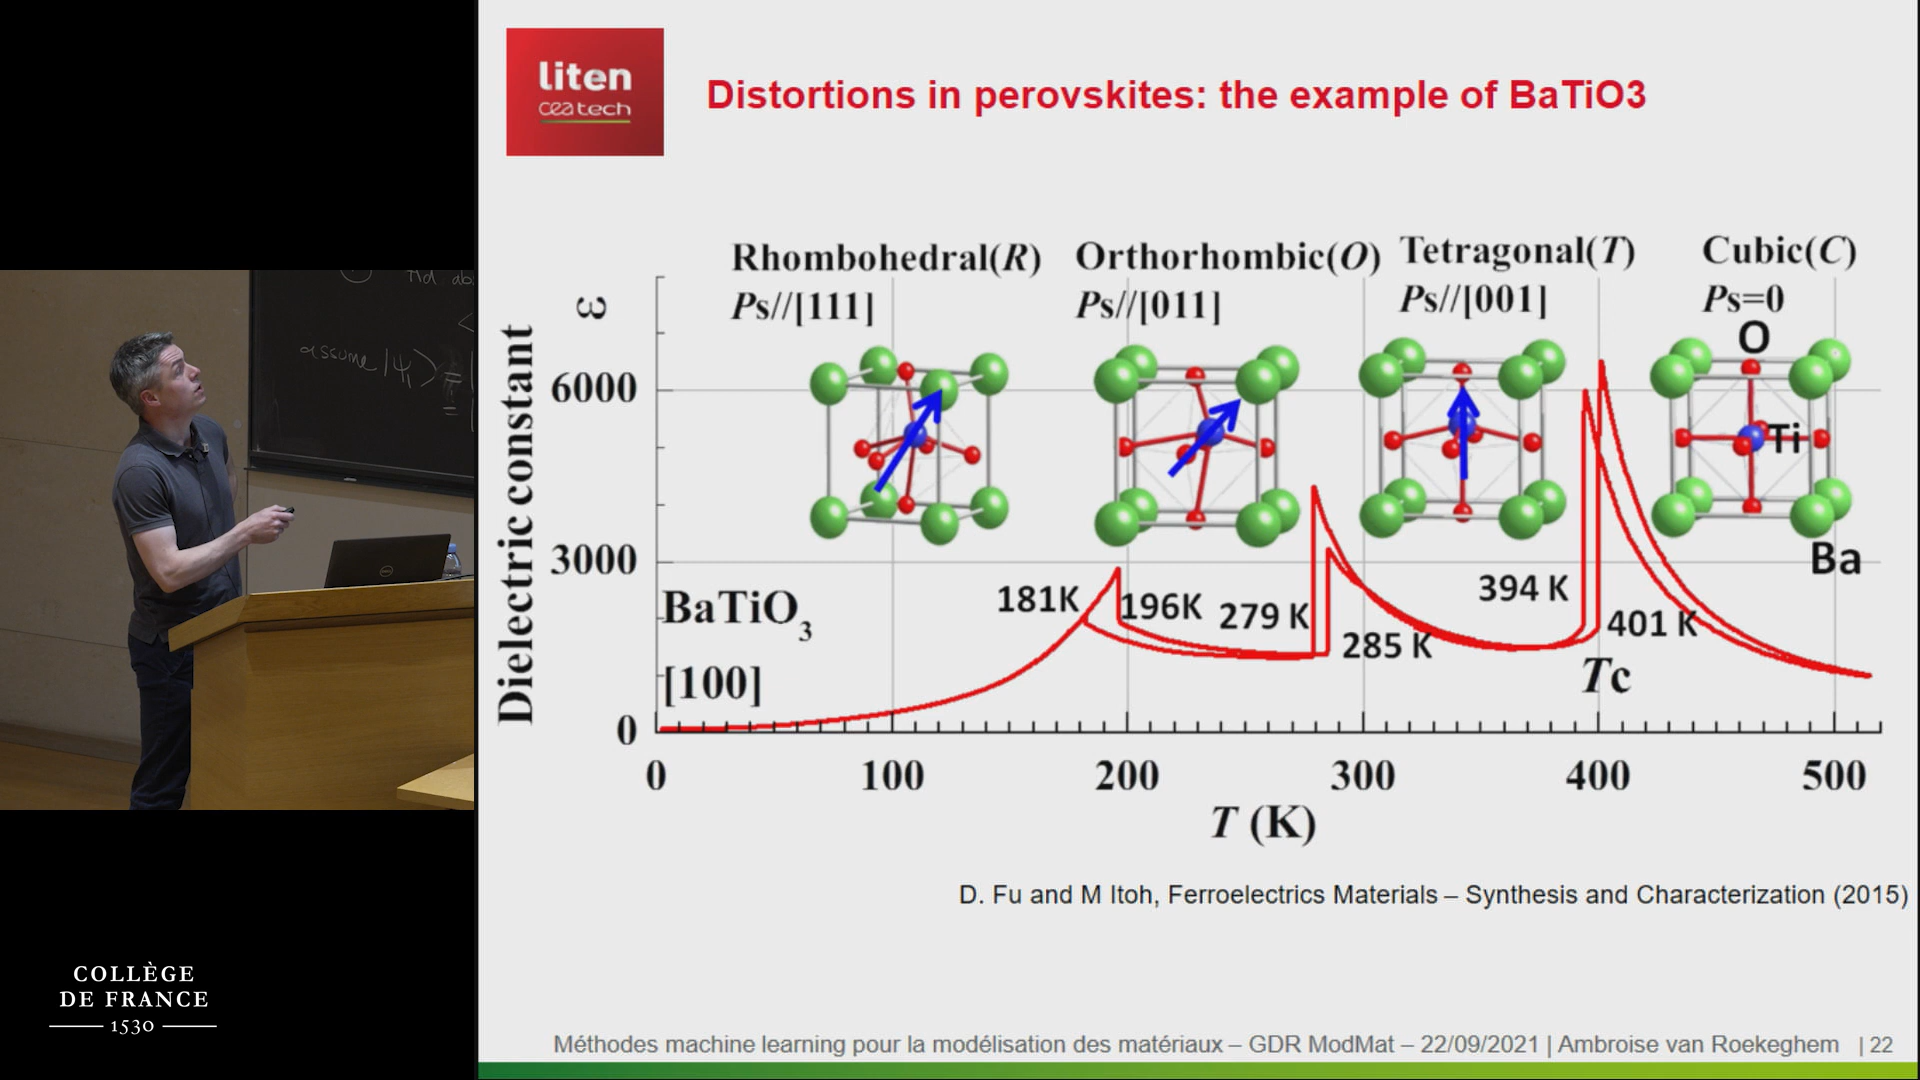 liten
ceatech
Distortions in perovskites: the example of BaTiO3
Rhombohedral(R)
Ps//[111]
Orthorhombic(O)
Ps//[011]
Tetragonal(T)
Ps//[001]
Cubic(C)
Ps=0
O
Ti
Ba
Dielectric constant ε
6000
3000
0
181K
196K
279 K
285 K
394 K
401 K
Tc
BaTiO3
[100]
0 100 200 300 400 500
T (K)
D. Fu and M Itoh, Ferroelectrics Materials – Synthesis and Characterization (2015)
Méthodes machine learning pour la modélisation des matériaux – GDR ModMat – 22/09/2021 | Ambroise van Roekeghem | 22
assume |Ψi⟩ =
COLLÈGE
DE FRANCE
1530